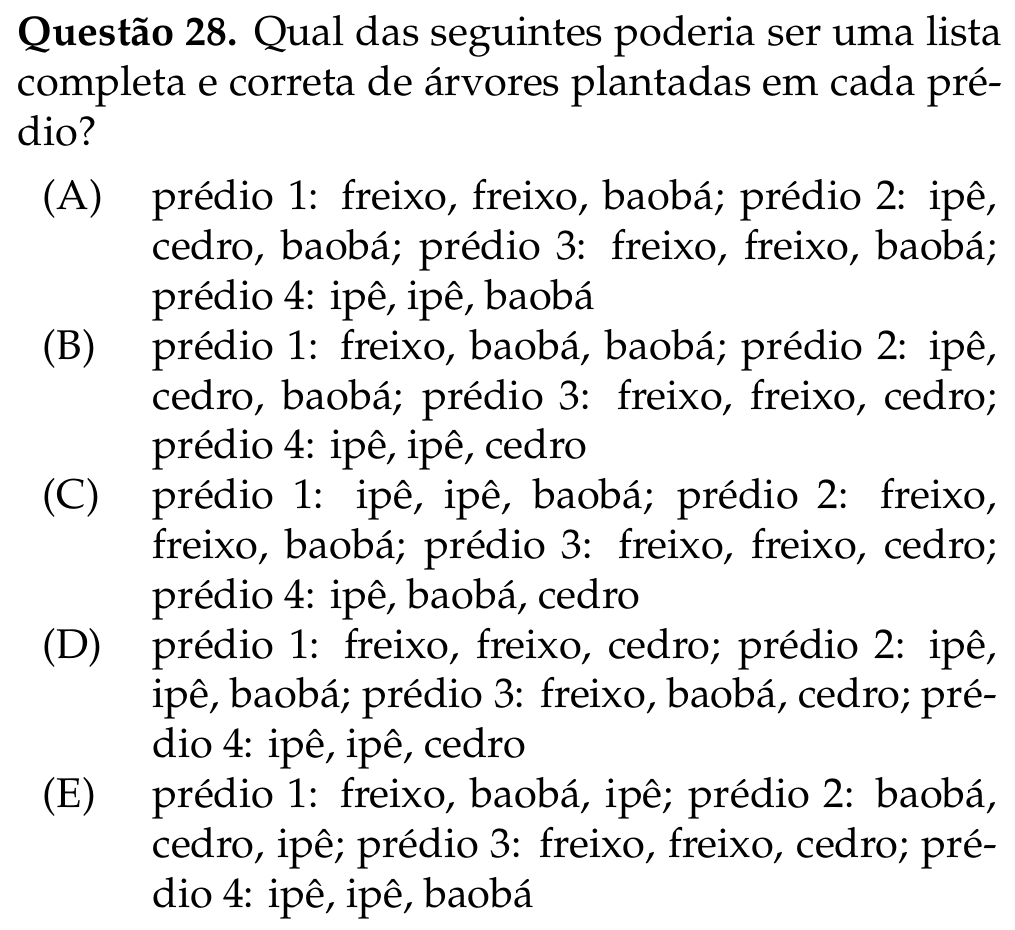 Questão 28. Qual das seguintes poderia ser uma lista
completa e correta de árvores plantadas em cada pré-
dio?
(A) prédio 1: freixo, freixo, baobá; prédio 2: ipê,
cedro, baobá; prédio 3: freixo, freixo, baobá;
prédio 4: ipê, ipê, baobá
(B) prédio 1: freixo, baobá, baobá; prédio 2: ipê,
cedro, baobá; prédio 3: freixo, freixo, cedro;
prédio 4: ipê, ipê, cedro
(C) prédio 1: ipê, ipê, baobá; prédio 2: freixo,
freixo, baobá; prédio 3: freixo, freixo, cedro;
prédio 4: ipê, baobá, cedro
(D) prédio 1: freixo, freixo, cedro; prédio 2: ipê,
ipê, baobá; prédio 3: freixo, baobá, cedro; pré-
dio 4: ipê, ipê, cedro
(E) prédio 1: freixo, baobá, ipê; prédio 2: baobá,
cedro, ipê; prédio 3: freixo, freixo, cedro; pré-
dio 4: ipê, ipê, baobá